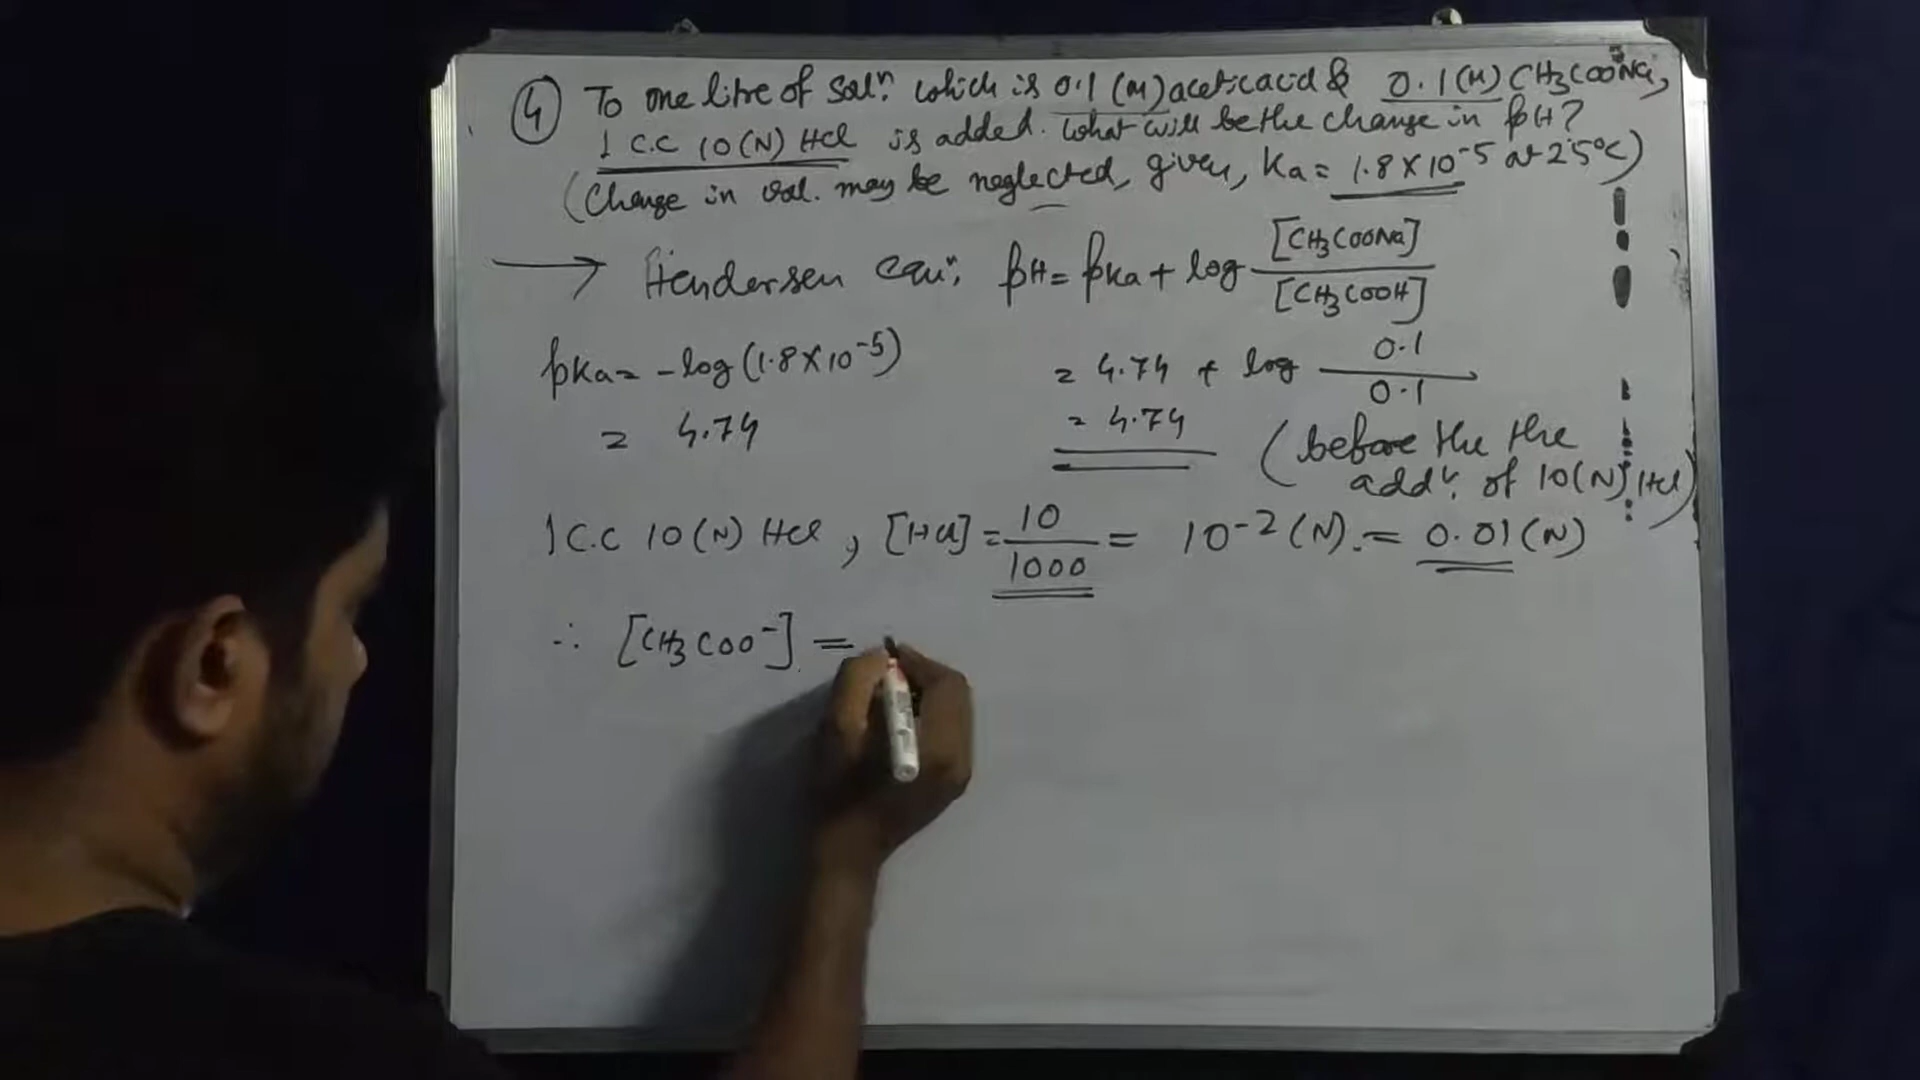 ④ To one litre of solⁿ. which is 0.1 (M) acetic acid & 0.1 (M) CH₃COONa,
1 C.C 10(N) HCl is added. What will be the change in pH?
(Change in vol. may be neglected, given, Ka = 1.8×10⁻⁵ at 25°C)
→ Hendersen equⁿ, pH = pKa + log [CH₃COONa] / [CH₃COOH]
pKa = -log(1.8×10⁻⁵) = 4.74 + log 0.1 / 0.1
= 4.74 = 4.74 (before the the
addⁿ. of 10(N) HCl)
1 C.C 10(N) HCl, [HCl] = 10 / 1000 = 10⁻²(N). = 0.01(N)
∴ [CH₃COO⁻] =